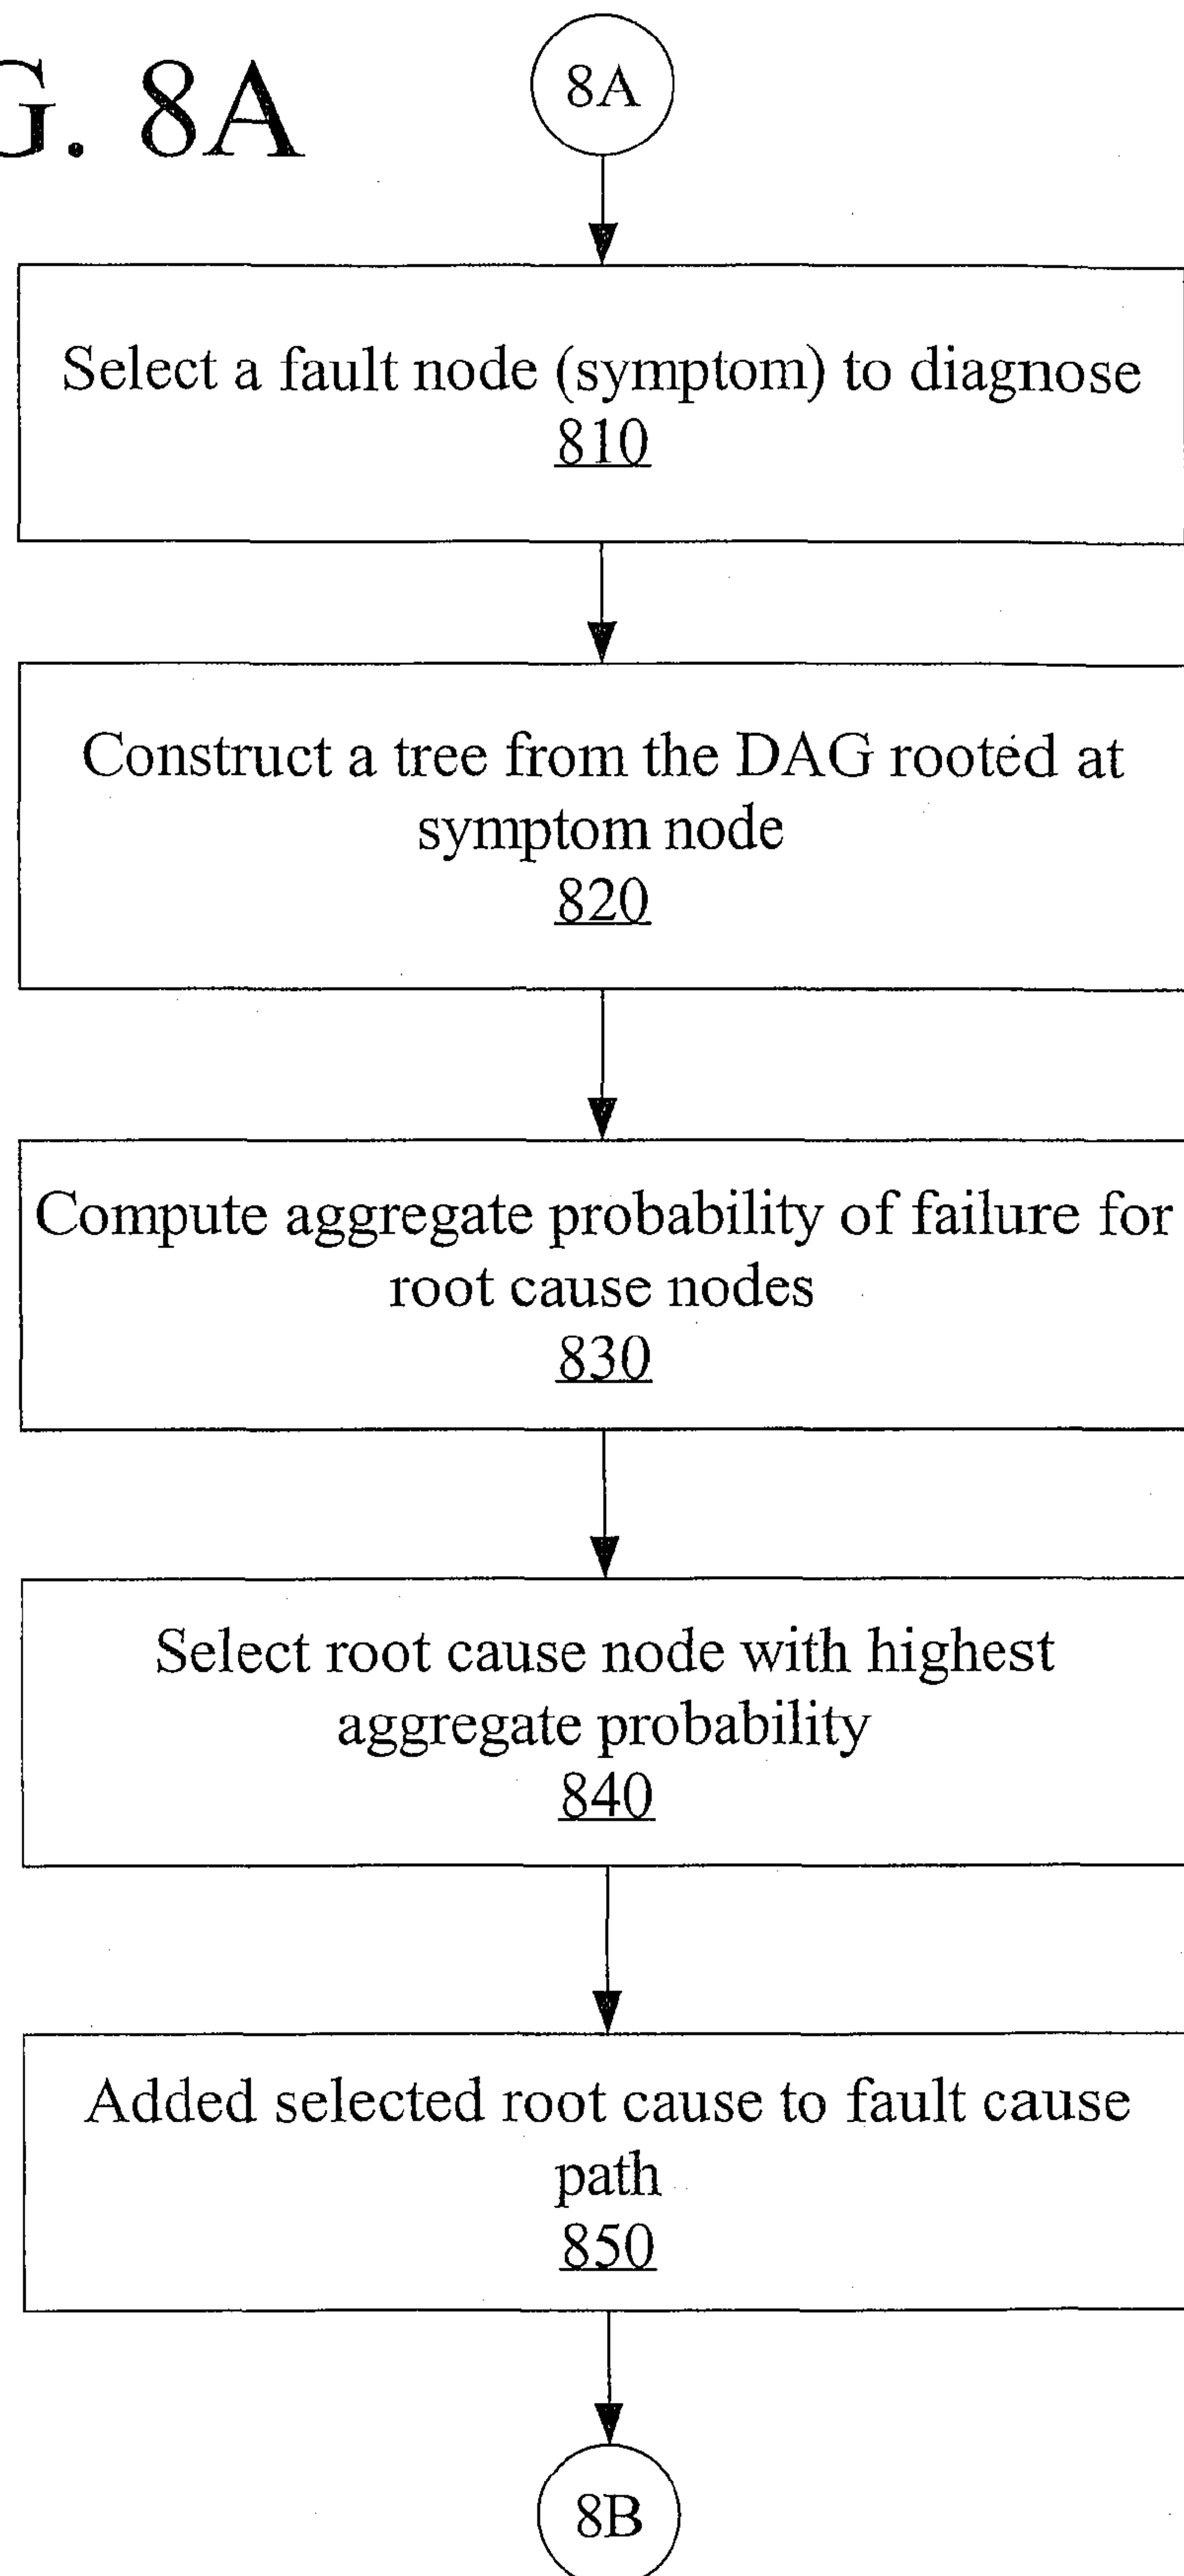 G. 8A
8A
Select a fault node (symptom) to diagnose
810
Construct a tree from the DAG rooted at
symptom node
820
Compute aggregate probability of failure for
root cause nodes
830
Select root cause node with highest
aggregate probability
840
Added selected root cause to fault cause
path
850
8B